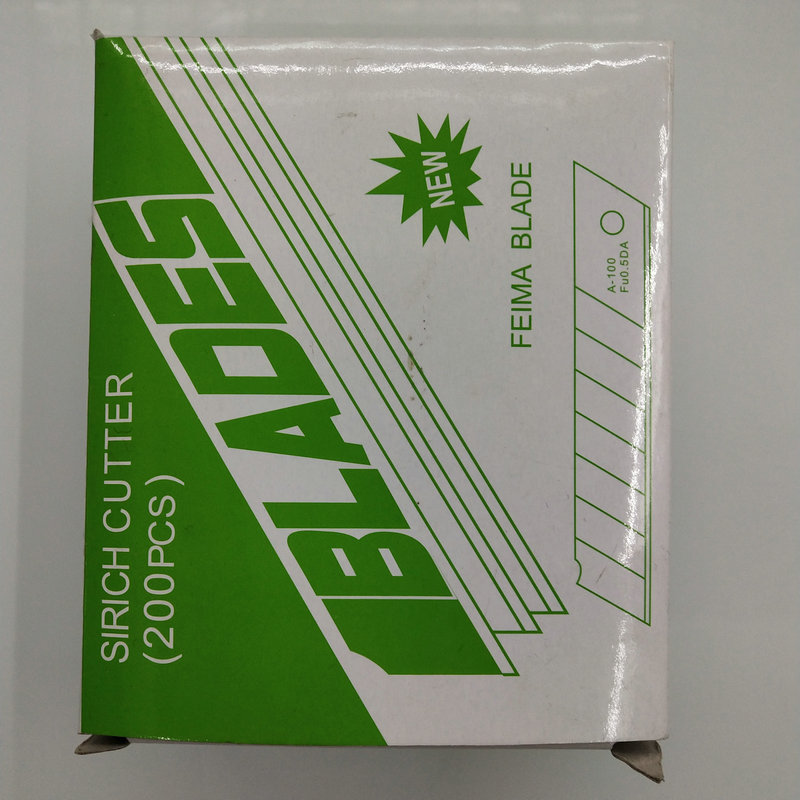 SIRICH CUTTER
(200PCS)
BLADES
NEW
FEIMA BLADE
A-100
Fu0.5DA